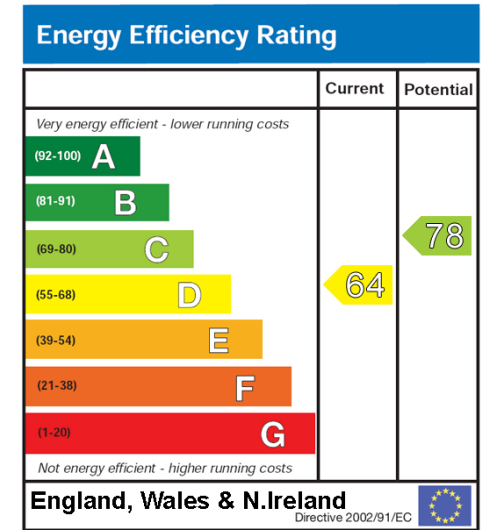 Energy Efficiency Rating
Current Potential
Very energy efficient - lower running costs
(92-100) A
(81-91) B
78
(69-80) C
64
(55-68) D
(39-54) E
(21-38) F
(1-20) G
Not energy efficient - higher running costs
England, Wales & N.Ireland
Directive 2002/91/EC